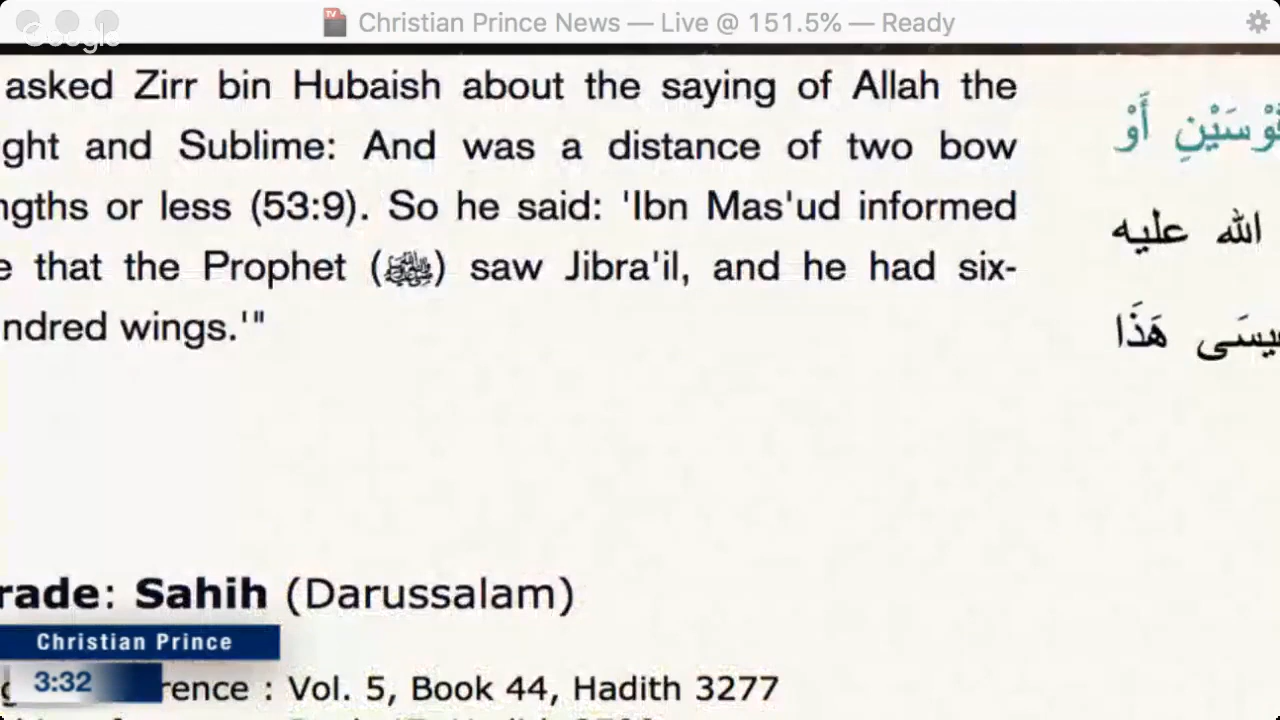 Christian Prince News — Live @ 151.5% — Ready
Google
asked Zirr bin Hubaish about the saying of Allah the
ght and Sublime: And was a distance of two bow
ngths or less (53:9). So he said: 'Ibn Mas'ud informed
e that the Prophet (ﷺ) saw Jibra'il, and he had six-
ndred wings.'"
قَوْسَيْنِ أَوْ
الله عليه
عِيسَى هَذَا
rade: Sahih (Darussalam)
Christian Prince
3:32
rence : Vol. 5, Book 44, Hadith 3277